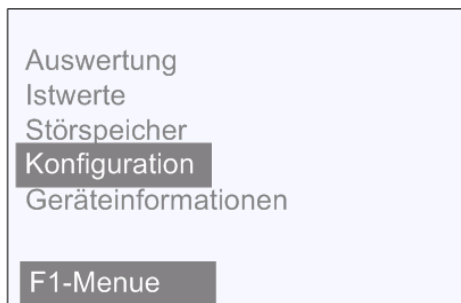 Auswertung
Istwerte
Störspeicher
Konfiguration
Geräteinformationen
F1-Menue